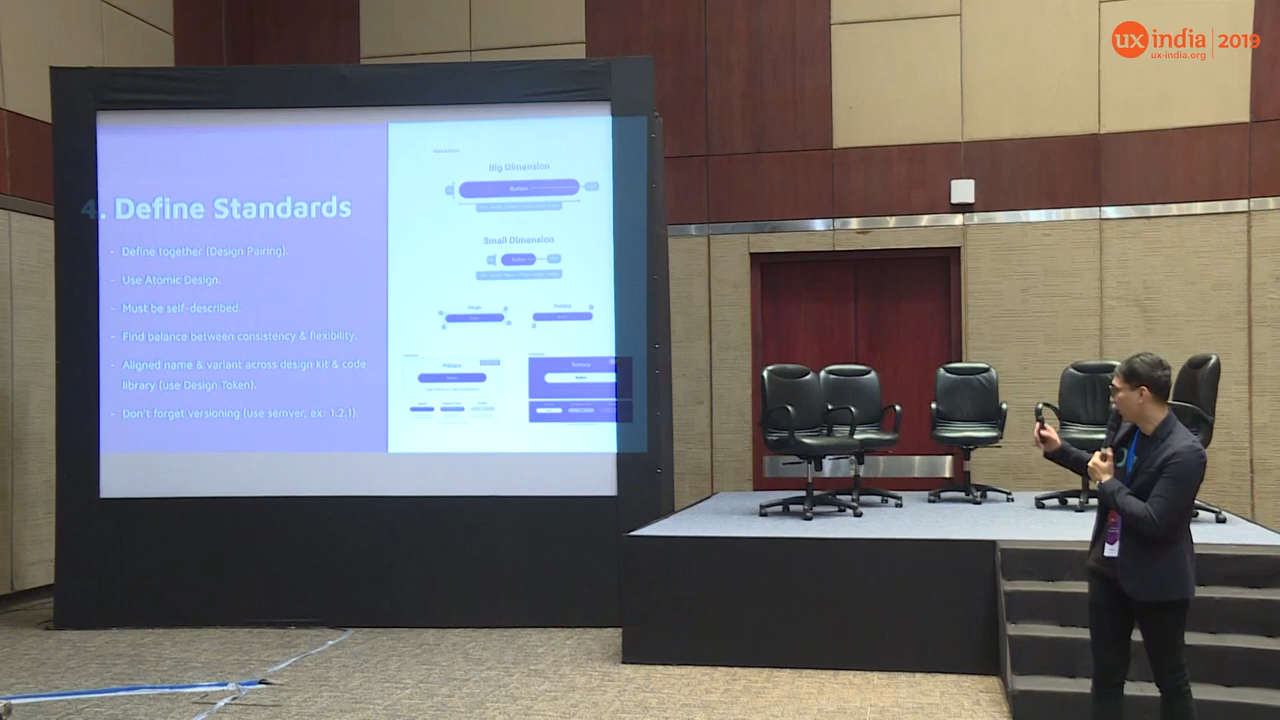 ux india | 2019
ux-india.org
4. Define Standards
- Define together (Design Pairing).
- Use Atomic Design.
- Must be self-described.
- Find balance between consistency & flexibility.
- Aligned name & variant across design kit & code
library (use Design Token).
- Don't forget versioning (use semver, ex: 1.2.1).
Big Dimension
Button
Small Dimension
Button
Margin
Padding
Primary
Tertiary